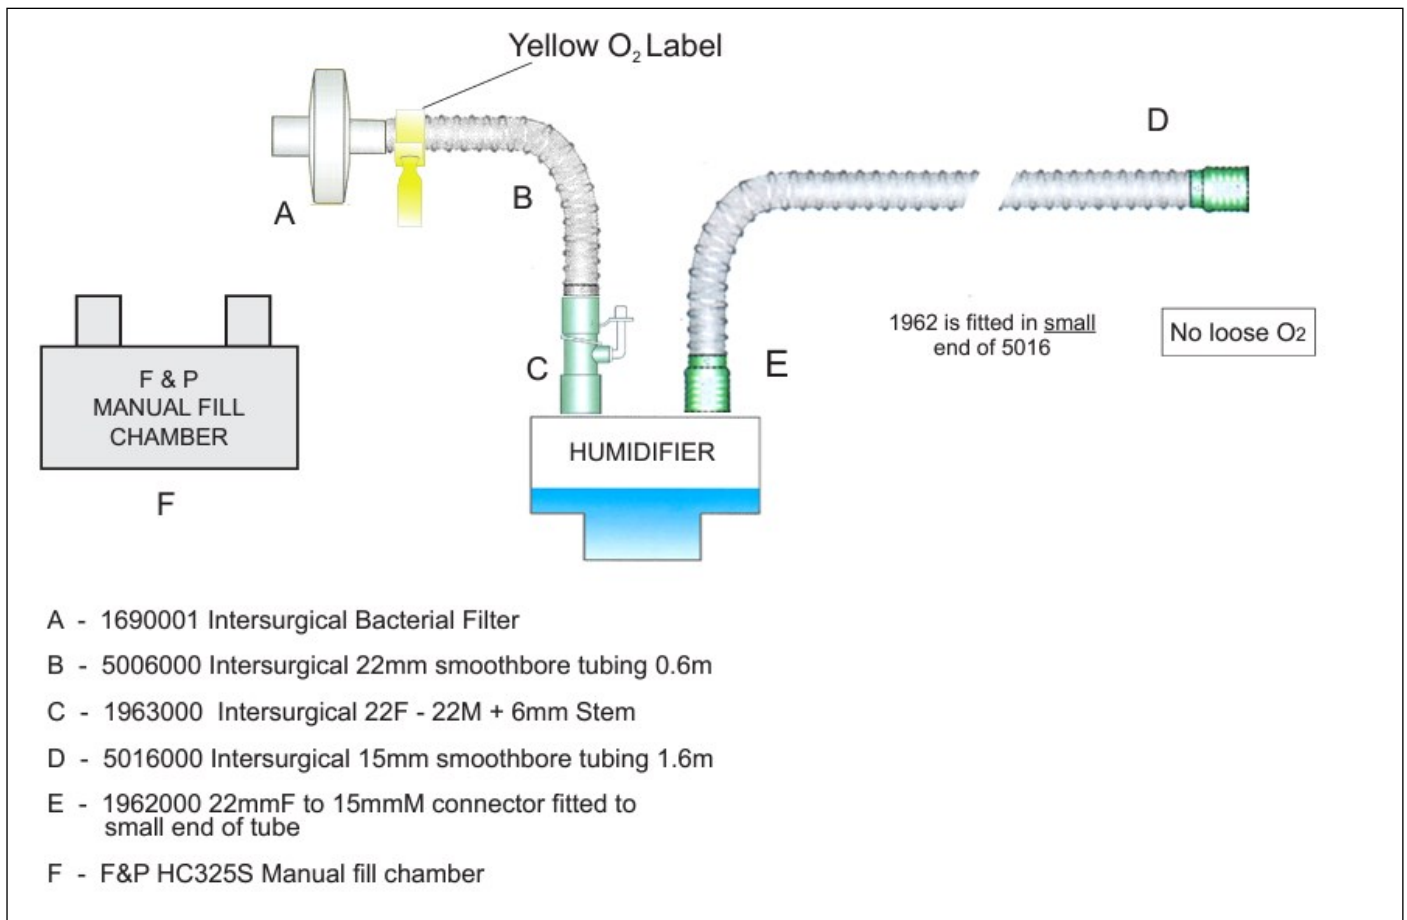 Yellow O2 Label
A
B
D
C
E
1962 is fitted in small
end of 5016
No loose O2
F & P
MANUAL FILL
CHAMBER
F
HUMIDIFIER
A - 1690001 Intersurgical Bacterial Filter
B - 5006000 Intersurgical 22mm smoothbore tubing 0.6m
C - 1963000 Intersurgical 22F - 22M + 6mm Stem
D - 5016000 Intersurgical 15mm smoothbore tubing 1.6m
E - 1962000 22mmF to 15mmM connector fitted to
small end of tube
F - F&P HC325S Manual fill chamber